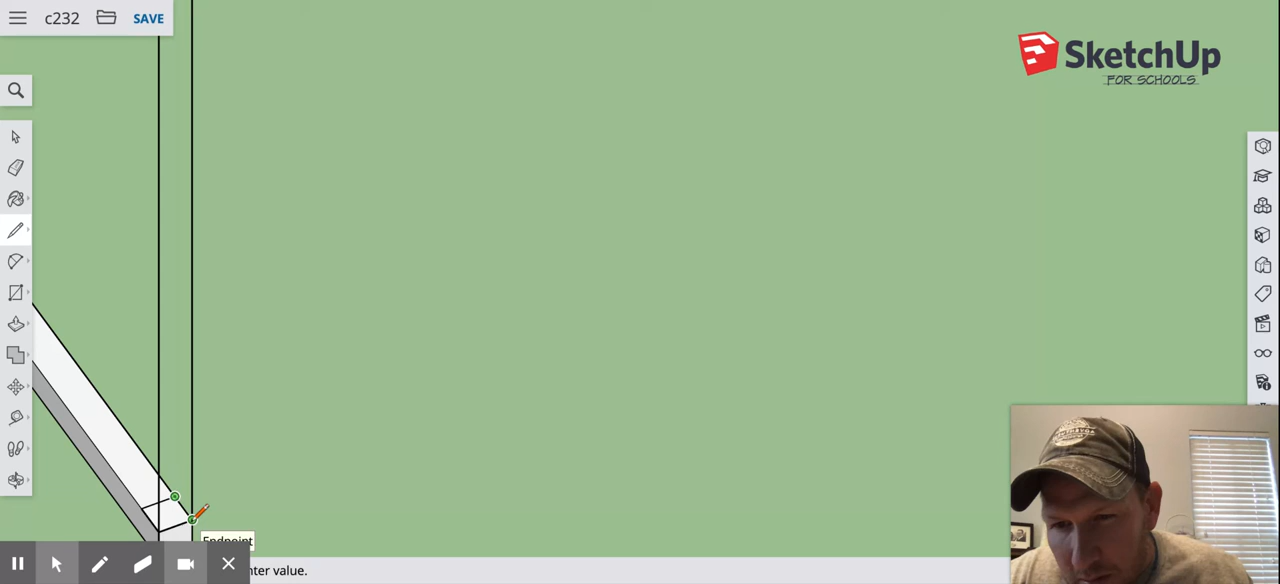 c232
SAVE
SketchUp
FOR SCHOOLS
Endpoint
nter value.